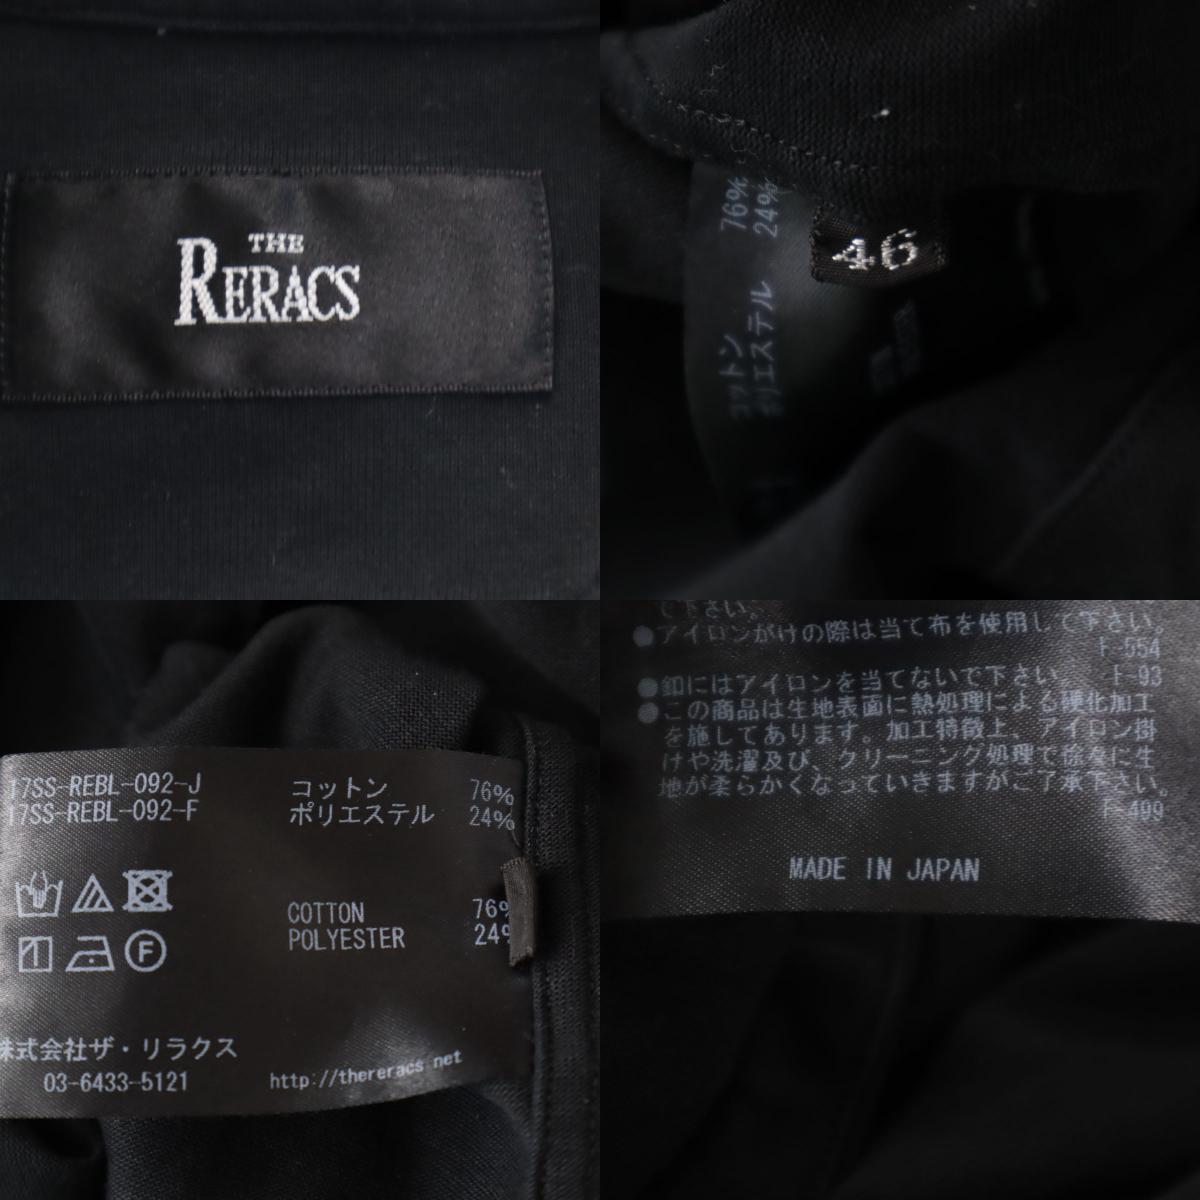 THE
RERACS
76%
24%
46
コットン
ポリエステル
17SS-REBL-092-J
17SS-REBL-092-F
コットン 76%
ポリエステル 24%
COTTON 76%
POLYESTER 24%
F
株式会社ザ・リラクス
03-6433-5121
http://thereracs.net
て下さい。
●アイロンがけの際は当て布を使用して下さい。
F-554
●釦にはアイロンを当てないで下さい F-93
●この商品は生地表面に熱処理による硬化加工
を施してあります。加工特徴上、アイロン掛
けや洗濯及び、クリーニング処理で徐々に生
地が柔らかくなっていきますがご了承下さい。
F-499
MADE IN JAPAN